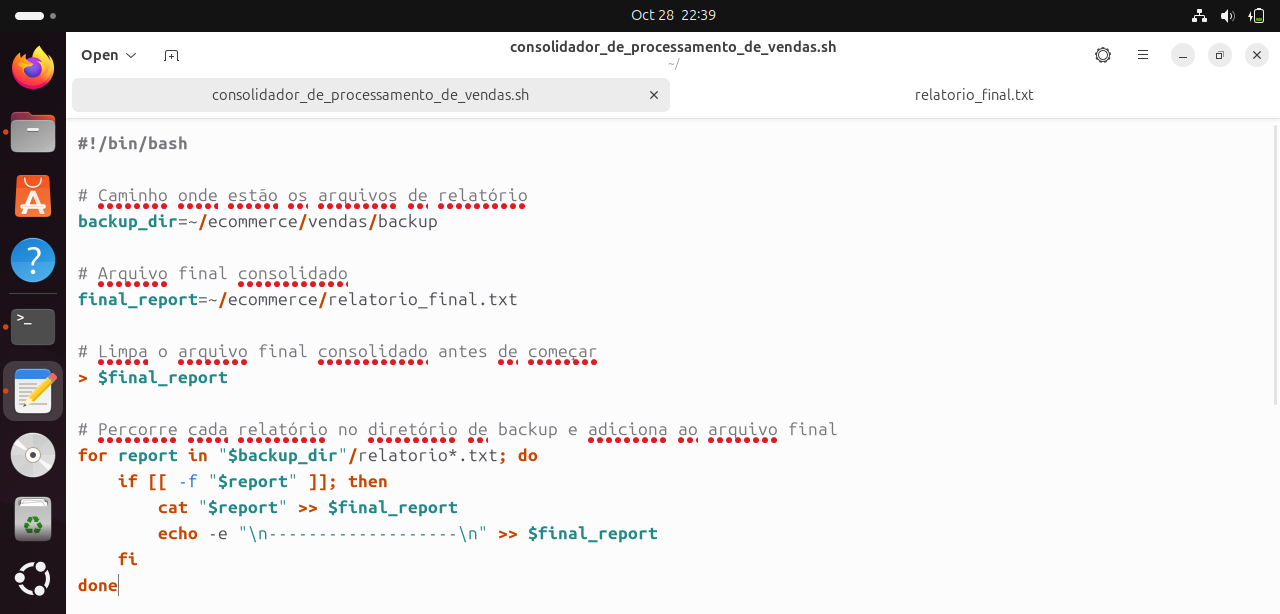 Oct 28 22:39
Open
consolidador_de_processamento_de_vendas.sh
~/
consolidador_de_processamento_de_vendas.sh
relatorio_final.txt
#!/bin/bash
# Caminho onde estão os arquivos de relatório
backup_dir=~/ecommerce/vendas/backup
# Arquivo final consolidado
final_report=~/ecommerce/relatorio_final.txt
# Limpa o arquivo final consolidado antes de começar
> $final_report
# Percorre cada relatório no diretório de backup e adiciona ao arquivo final
for report in "$backup_dir"/relatorio*.txt; do
    if [[ -f "$report" ]]; then
        cat "$report" >> $final_report
        echo -e "\n-------------------\n" >> $final_report
    fi
done